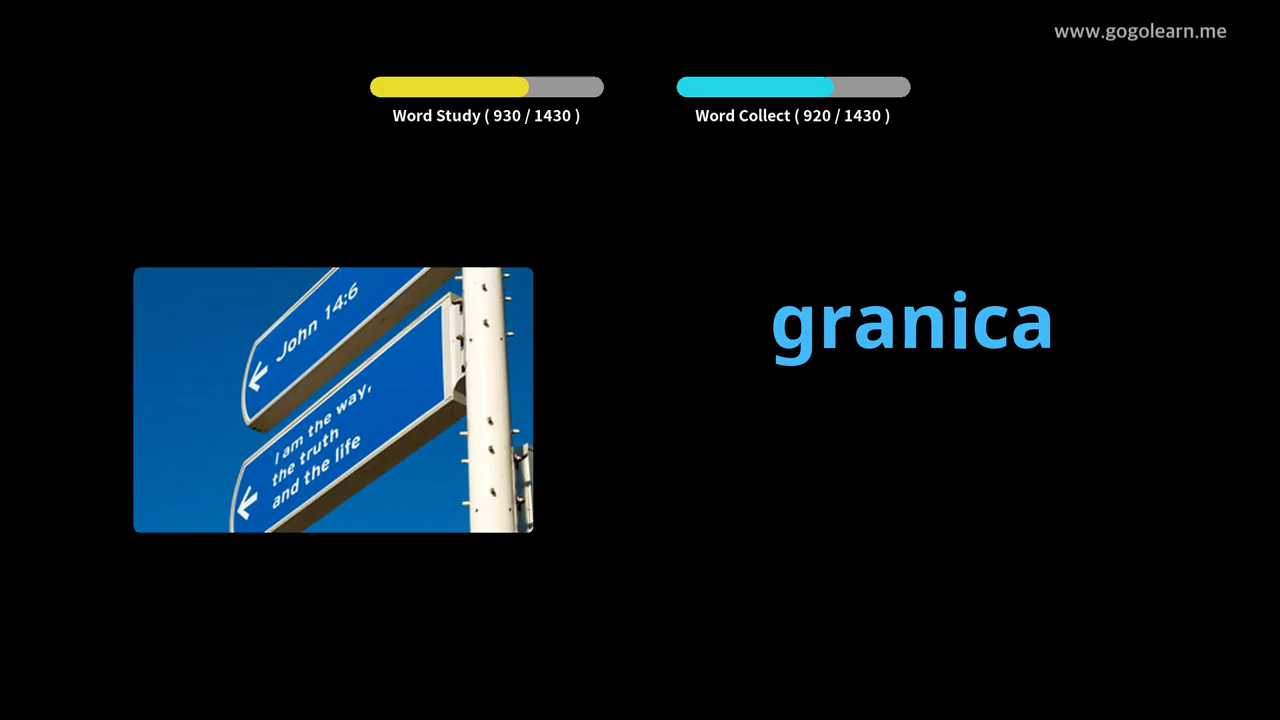 www.gogolearn.me
Word Study ( 930 / 1430 )
Word Collect ( 920 / 1430 )
John 14:6
I am the way,
the truth
and the life
granica